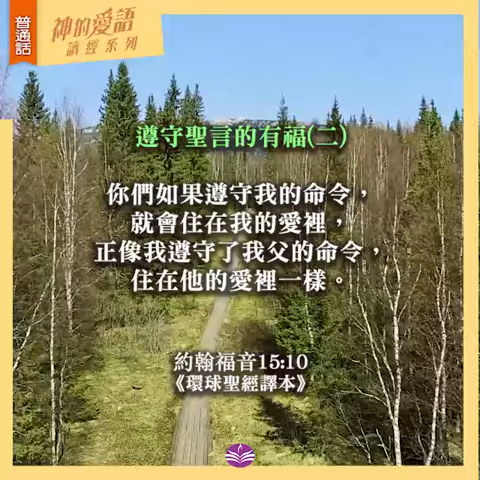 普通話
神的愛語
讀經系列
遵守聖言的有福(二)
你們如果遵守我的命令，
就會住在我的愛裡，
正像我遵守了我父的命令，
住在他的愛裡一樣。
約翰福音15:10
《環球聖經譯本》